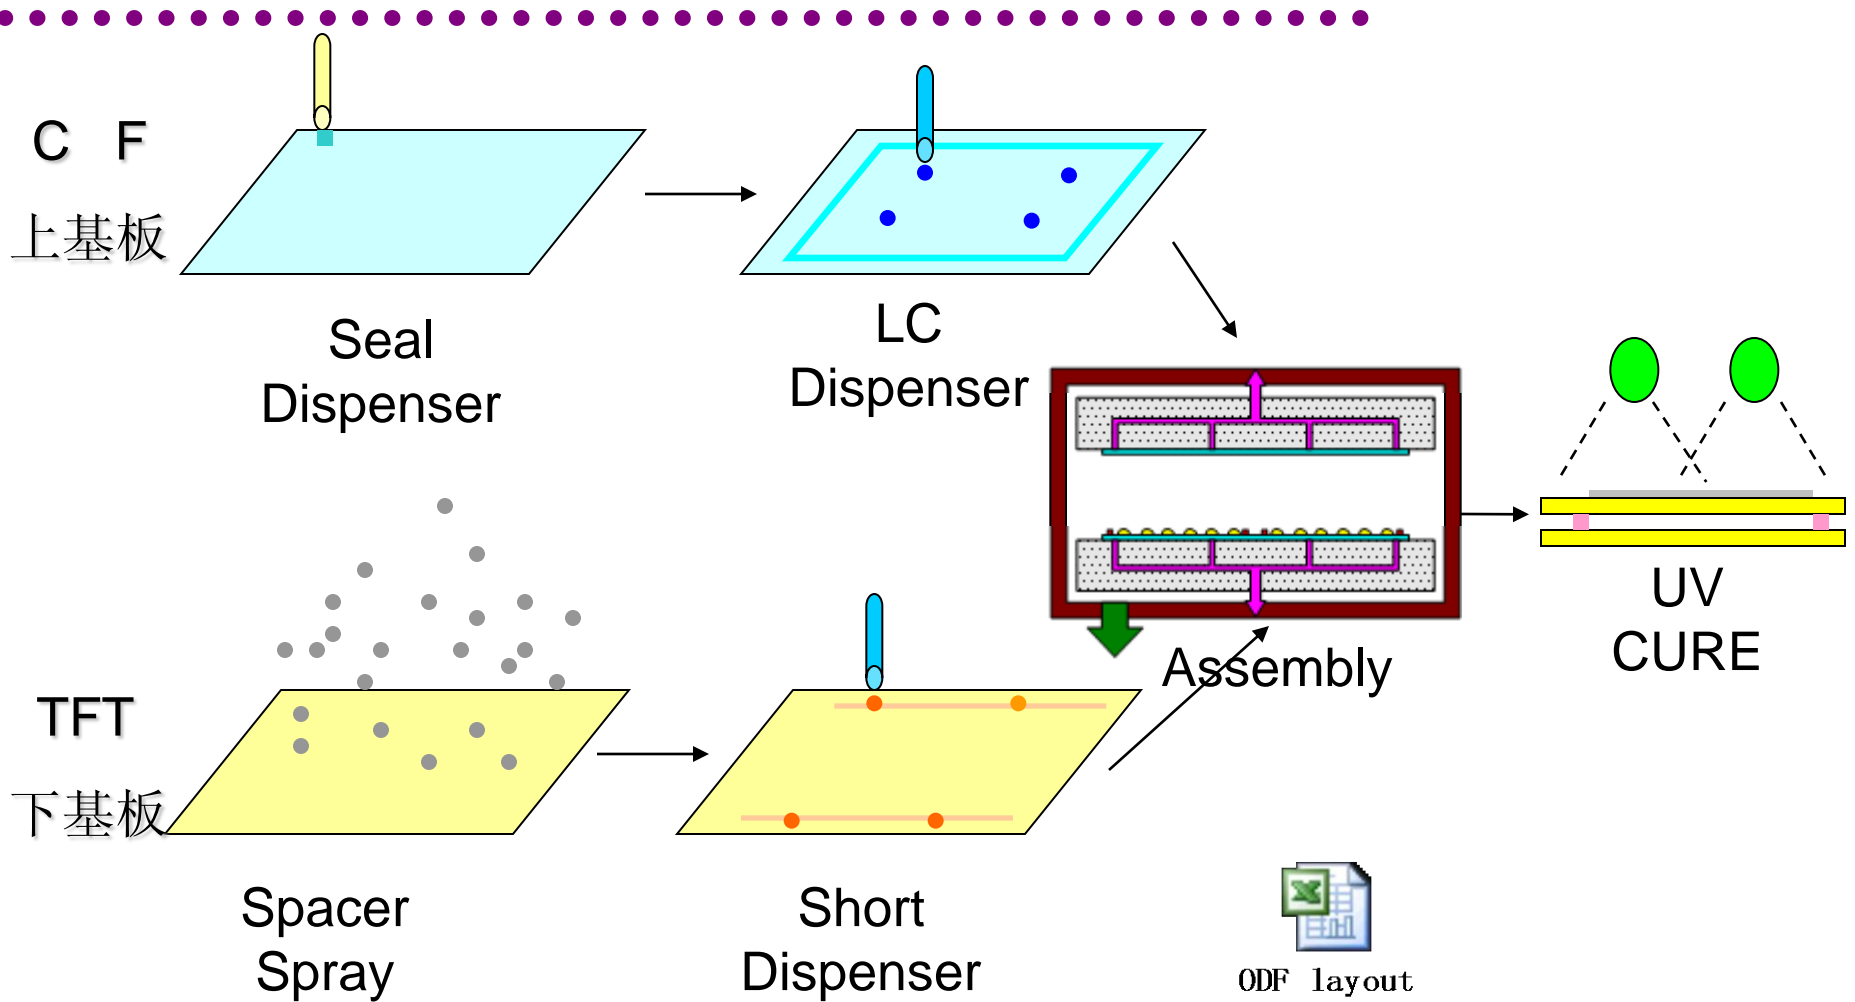 C F
上基板
Seal
Dispenser
LC
Dispenser
Assembly
UV
CURE
TFT
下基板
Spacer
Spray
Short
Dispenser
ODF layout